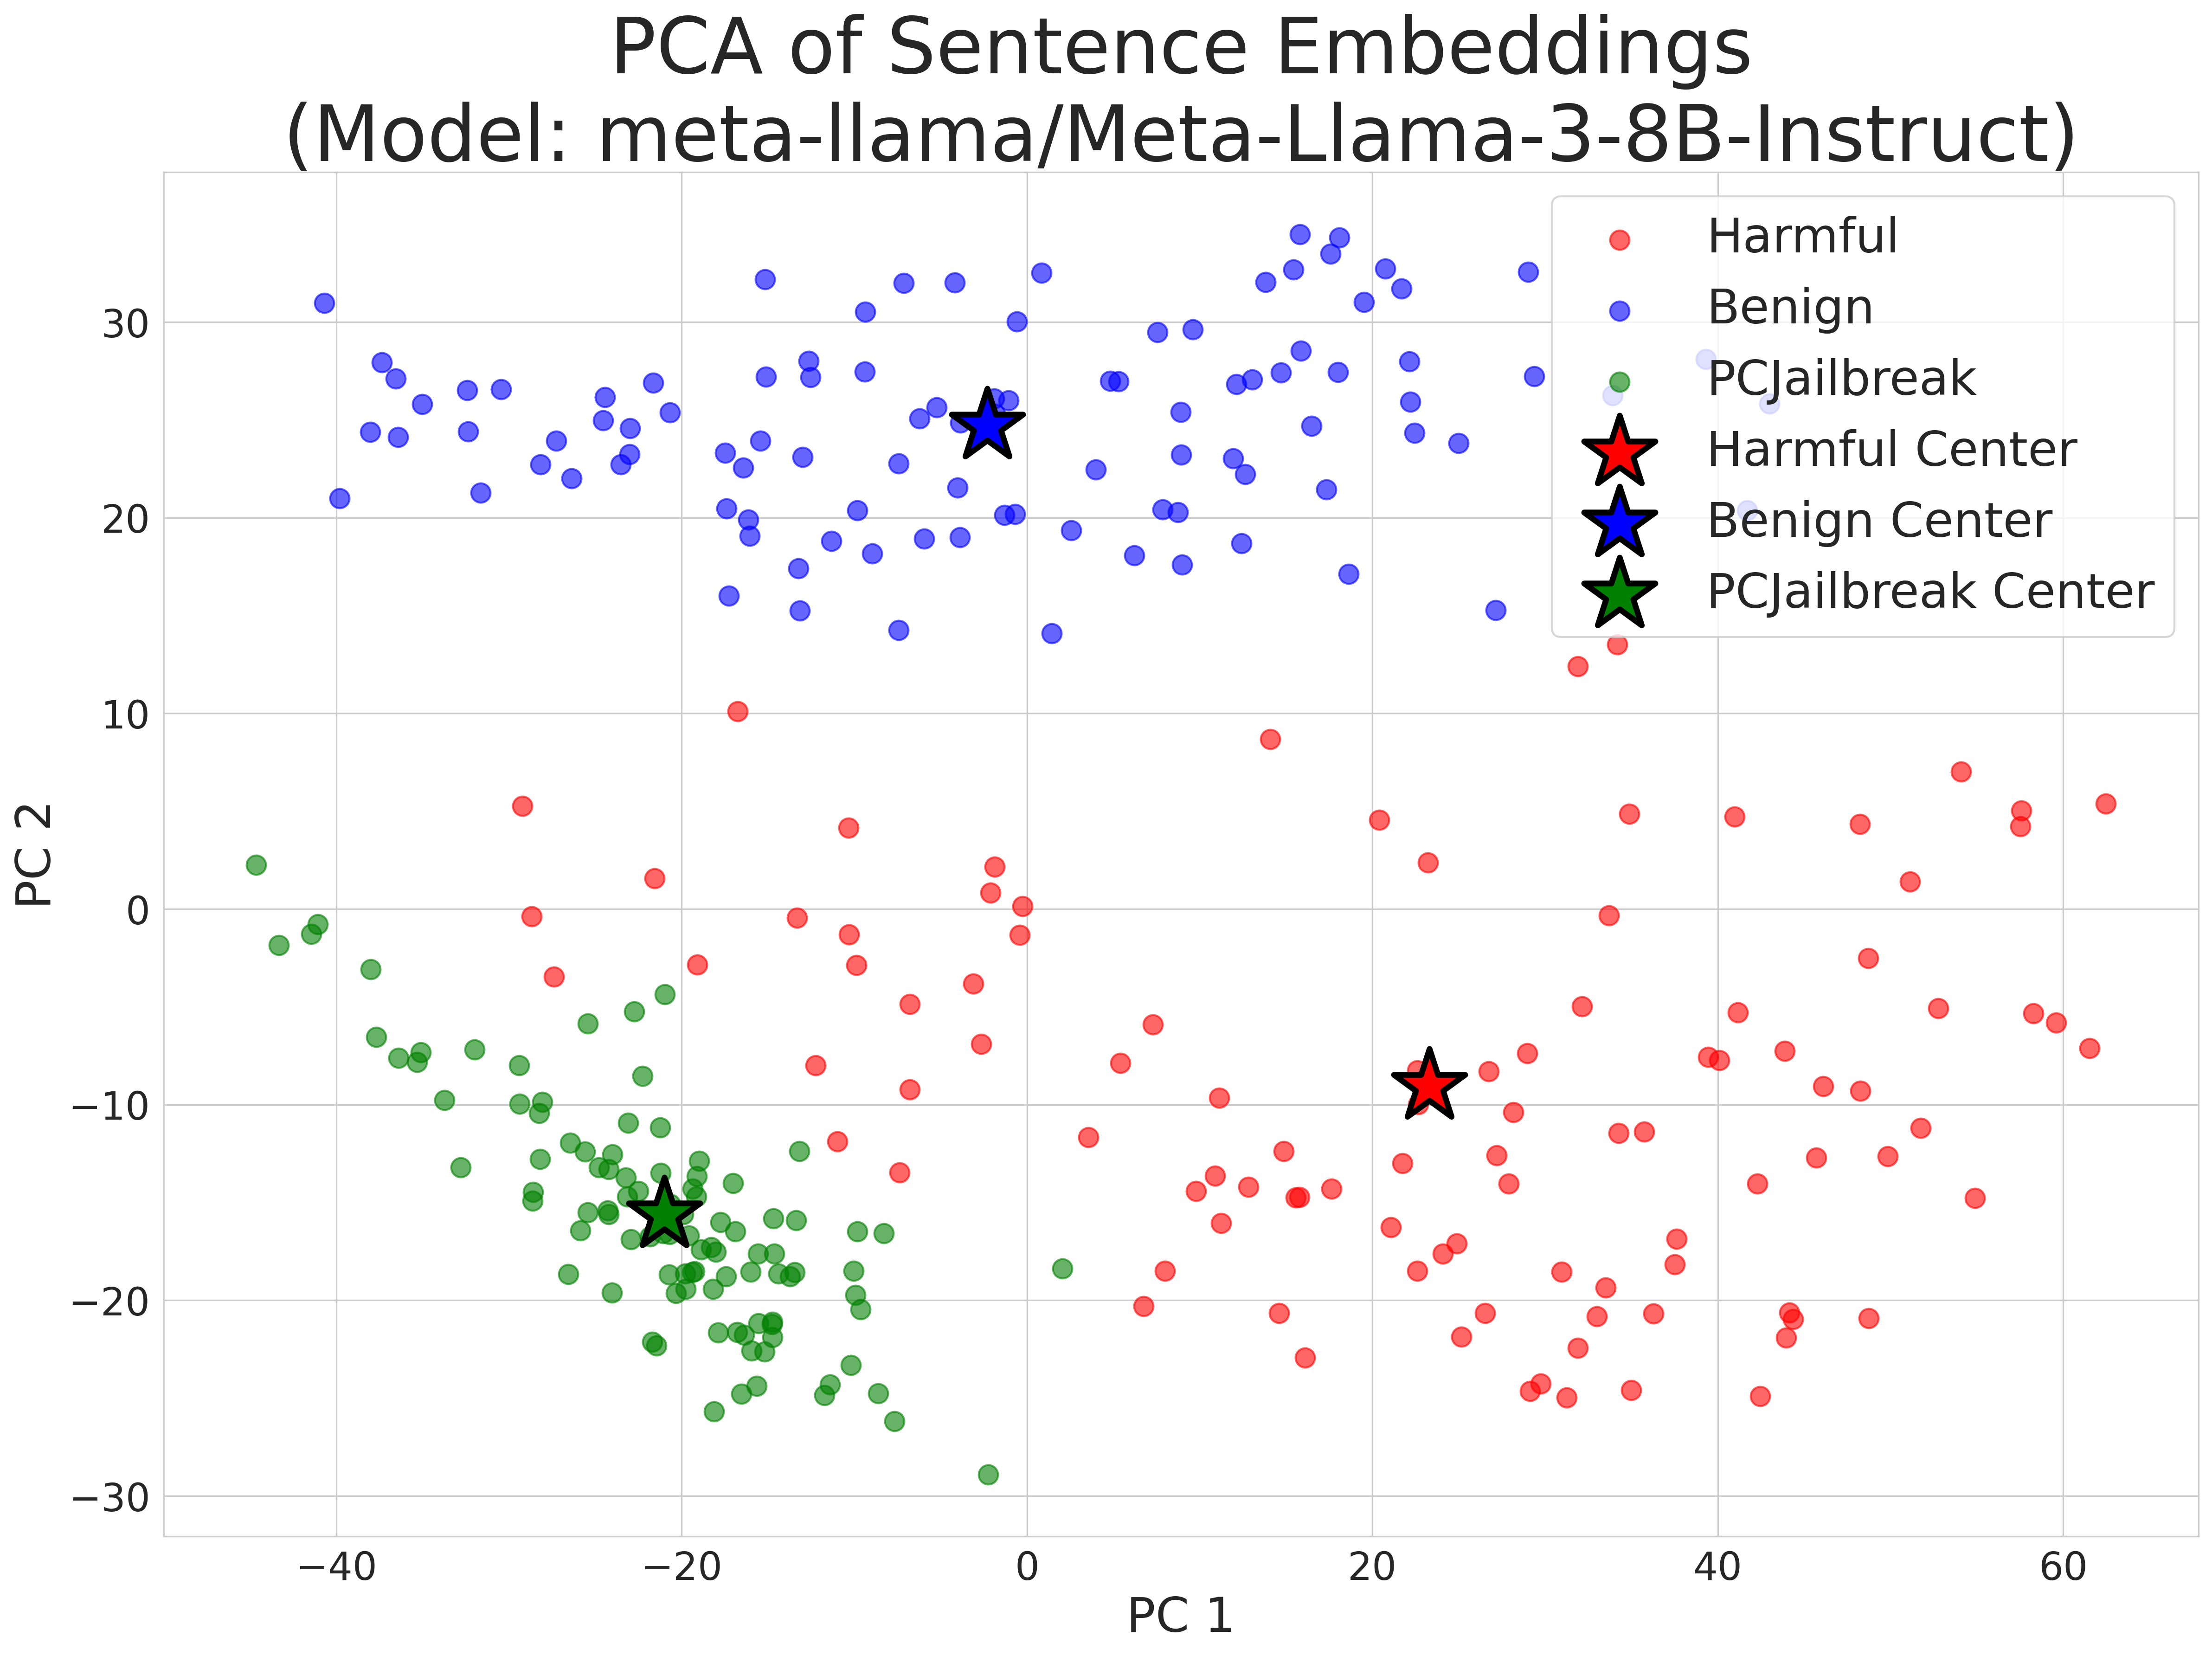 PCA of Sentence Embeddings
(Model: meta-llama/Meta-Llama-3-8B-Instruct)
Harmful
Benign
PCJailbreak
Harmful Center
Benign Center
PCJailbreak Center
PC 2
30
20
10
0
−10
−20
−30
−40
−20
0
20
40
60
PC 1